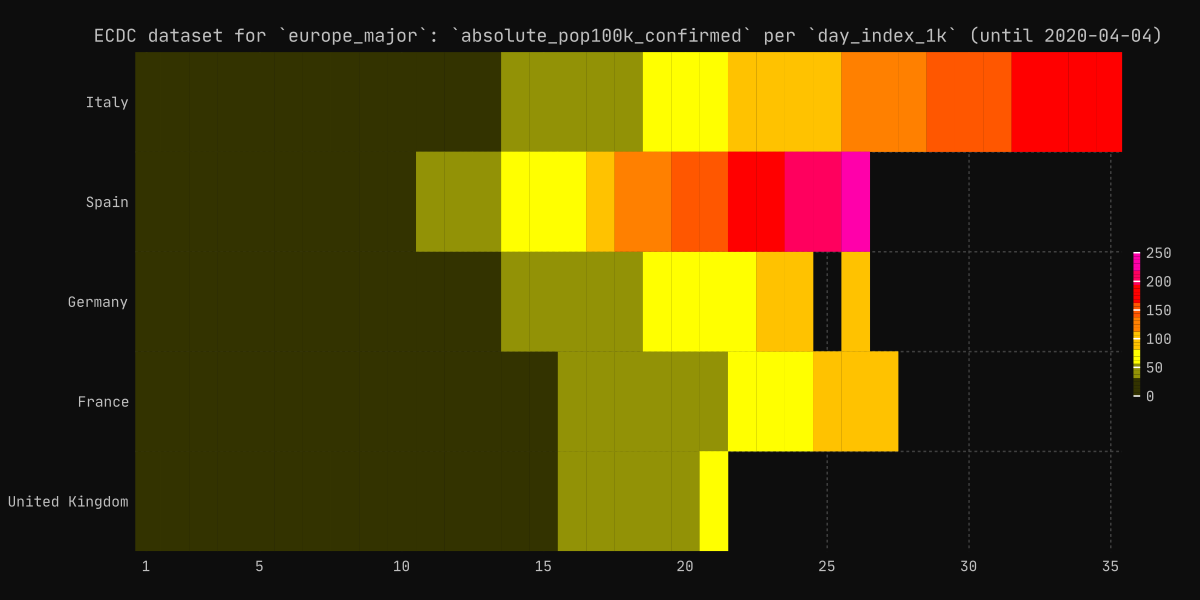 ECDC dataset for `europe_major`: `absolute_pop100k_confirmed` per `day_index_1k` (until 2020-04-04)
Italy
Spain
Germany
France
United Kingdom
250
200
150
100
50
0
1 5 10 15 20 25 30 35